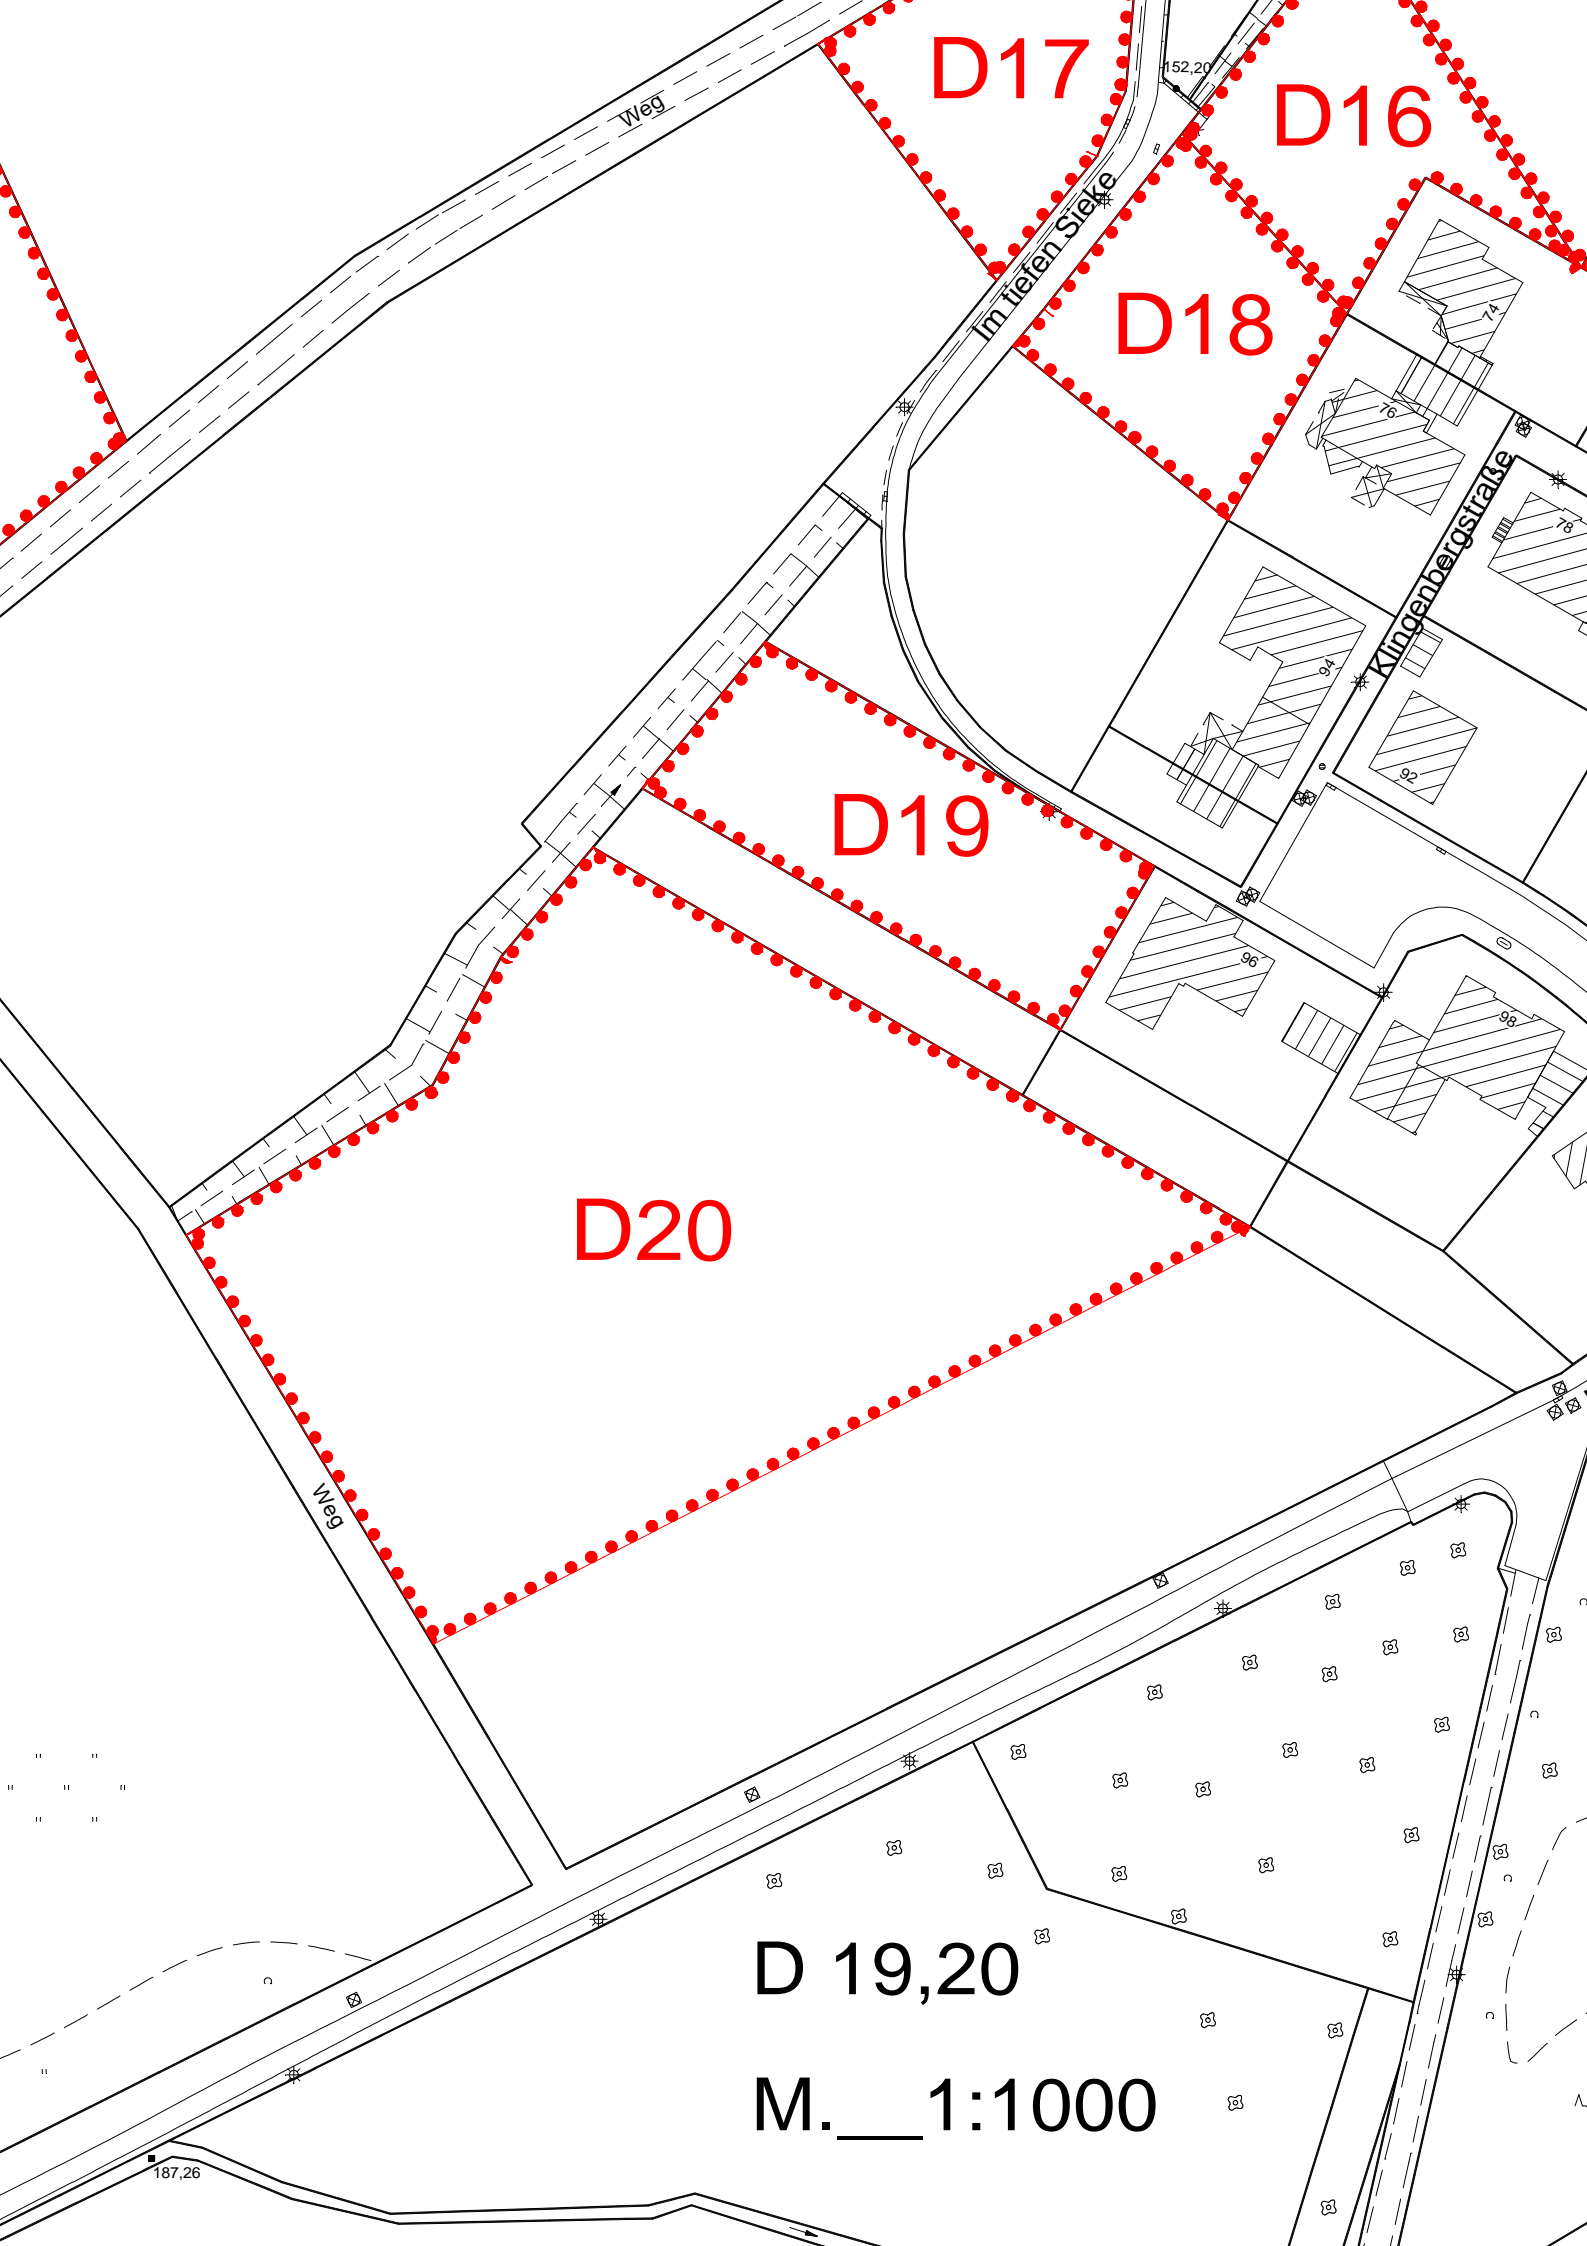 D17
152,20
D16
Weg
Im tiefen Sieke
D18
74
76
Klingenbergstraße
78
94
92
D19
96
98
D20
Weg
D 19,20
M.__1:1000
187,26